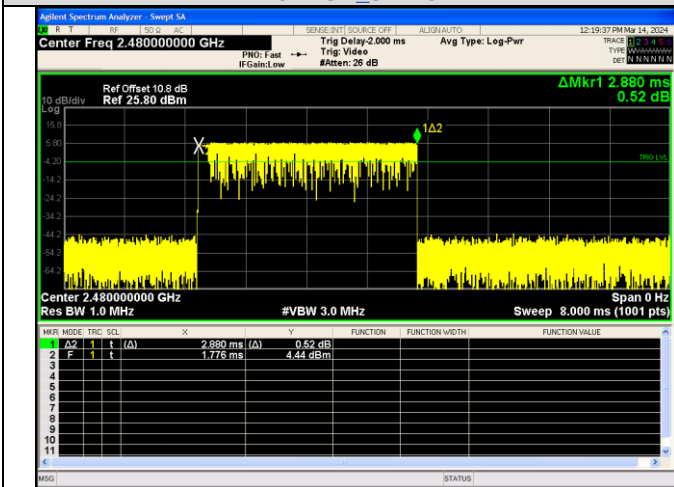 Agilent Spectrum Analyzer - Swept SA
R T RF 50 Ω AC SENSE:INT SOURCE OFF ALIGN AUTO 12:19:37 PM Mar 14, 2024
Center Freq 2.480000000 GHz
PNO: Fast
IFGain:Low
Trig Delay-2.000 ms
Trig: Video
#Atten: 26 dB
Avg Type: Log-Pwr
TRACE 1 2 3 4 5 6
TYPE WWWWWW
DET N N N N N N
ΔMkr1 2.880 ms
0.52 dB
Ref Offset 10.8 dB
10 dB/div Ref 25.80 dBm
Log
15.8
5.80
-4.20
-14.2
-24.2
-34.2
-44.2
-54.2
-64.2
1Δ2
TRIG LVL
Center 2.480000000 GHz Span 0 Hz
Res BW 1.0 MHz #VBW 3.0 MHz Sweep 8.000 ms (1001 pts)
MKR MODE TRC SCL X Y FUNCTION FUNCTION WIDTH FUNCTION VALUE
1 Δ2 1 t (Δ) 2.880 ms (Δ) 0.52 dB
2 F 1 t 1.776 ms 4.44 dBm
3
4
5
6
7
8
9
10
11
MSG STATUS